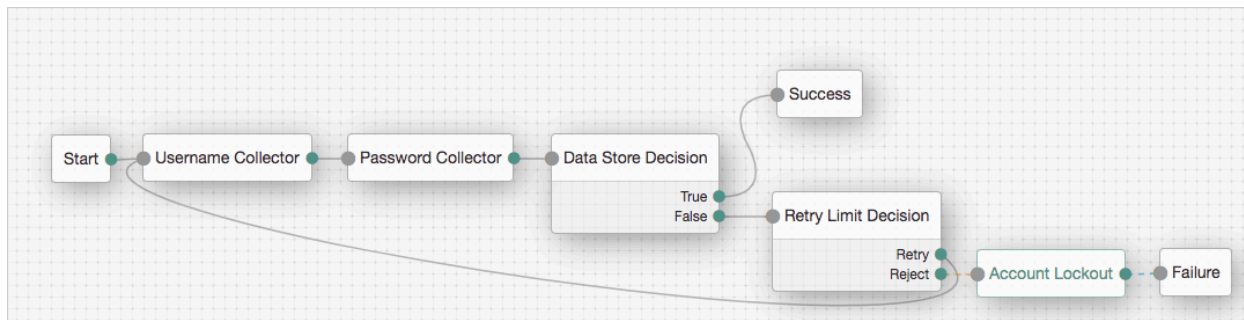 Success
Start
Username Collector
Password Collector
Data Store Decision
True
False
Retry Limit Decision
Retry
Reject
Account Lockout
Failure